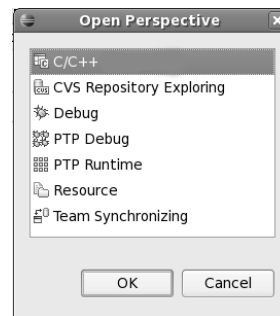 Open Perspective
C/C++
CVS Repository Exploring
Debug
PTP Debug
PTP Runtime
Resource
Team Synchronizing
OK
Cancel